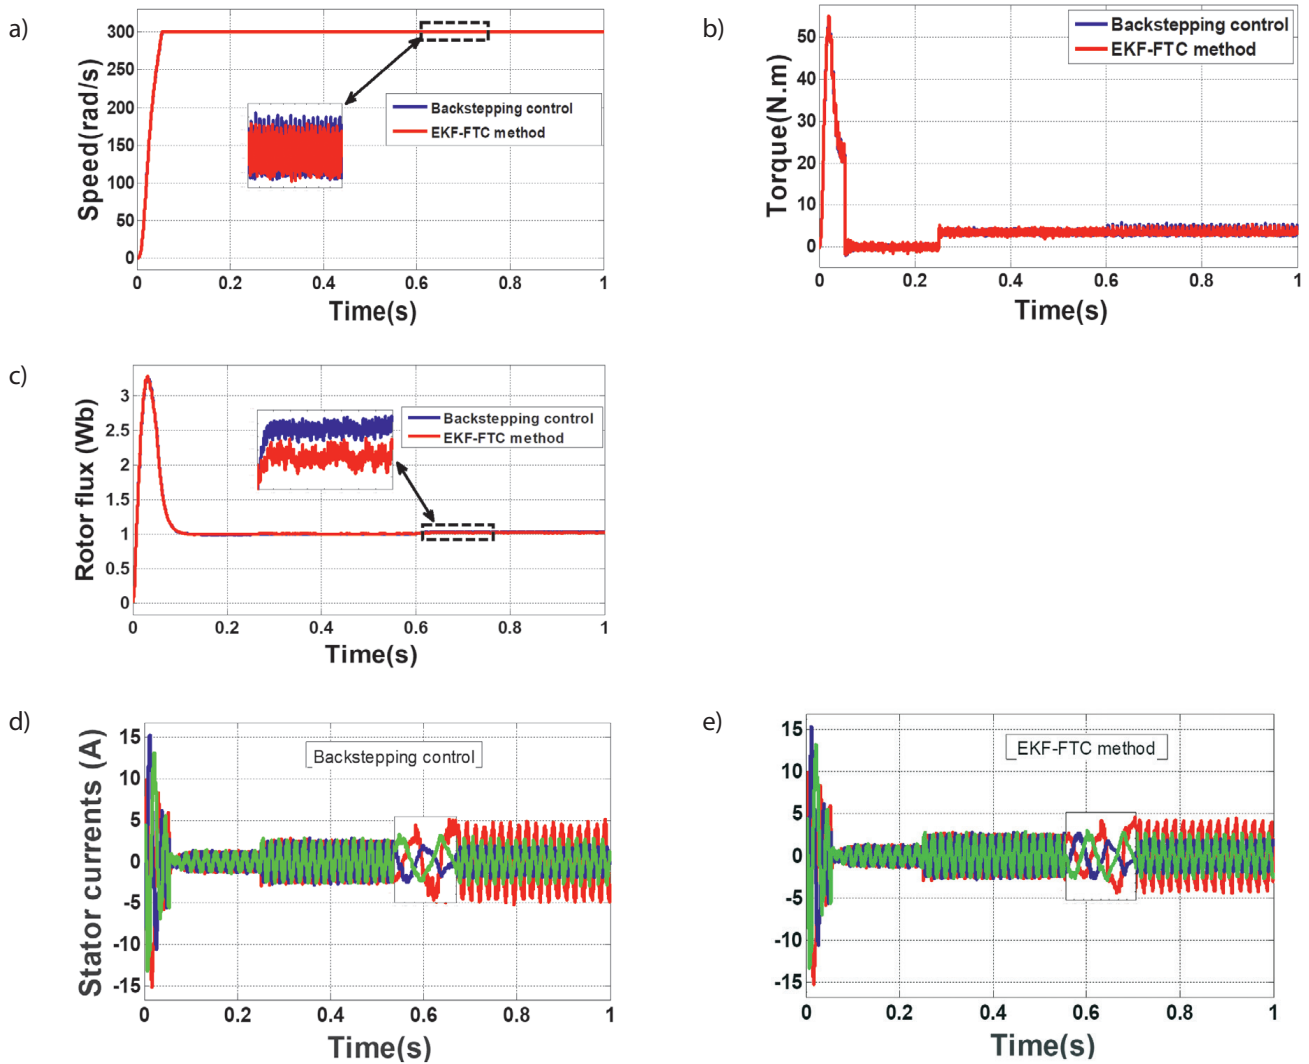 a)
300
250
200
150
100
50
0
Speed(rad/s)
Backstepping control
EKF-FTC method
0 0.2 0.4 0.6 0.8 1
Time(s)
b)
50
40
30
20
10
0
Torque(N.m)
Backstepping control
EKF-FTC method
0 0.2 0.4 0.6 0.8 1
Time(s)
c)
3
2.5
2
1.5
1
0.5
0
Rotor flux (Wb)
Backstepping control
EKF-FTC method
0 0.2 0.4 0.6 0.8 1
Time(s)
d)
15
10
5
0
-5
-10
-15
Stator currents (A)
Backstepping control
0 0.2 0.4 0.6 0.8 1
Time(s)
e)
15
10
5
0
-5
-10
-15
EKF-FTC method
0 0.2 0.4 0.6 0.8 1
Time(s)